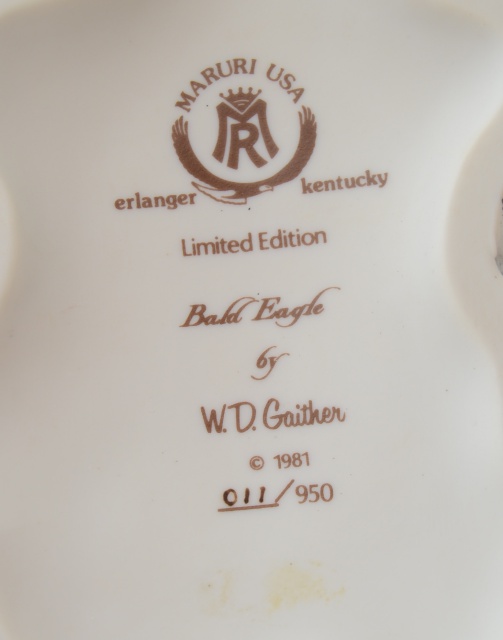 MARURI USA
MR
erlanger kentucky
Limited Edition
Bald Eagle
by
W.D. Gaither
© 1981
011/950